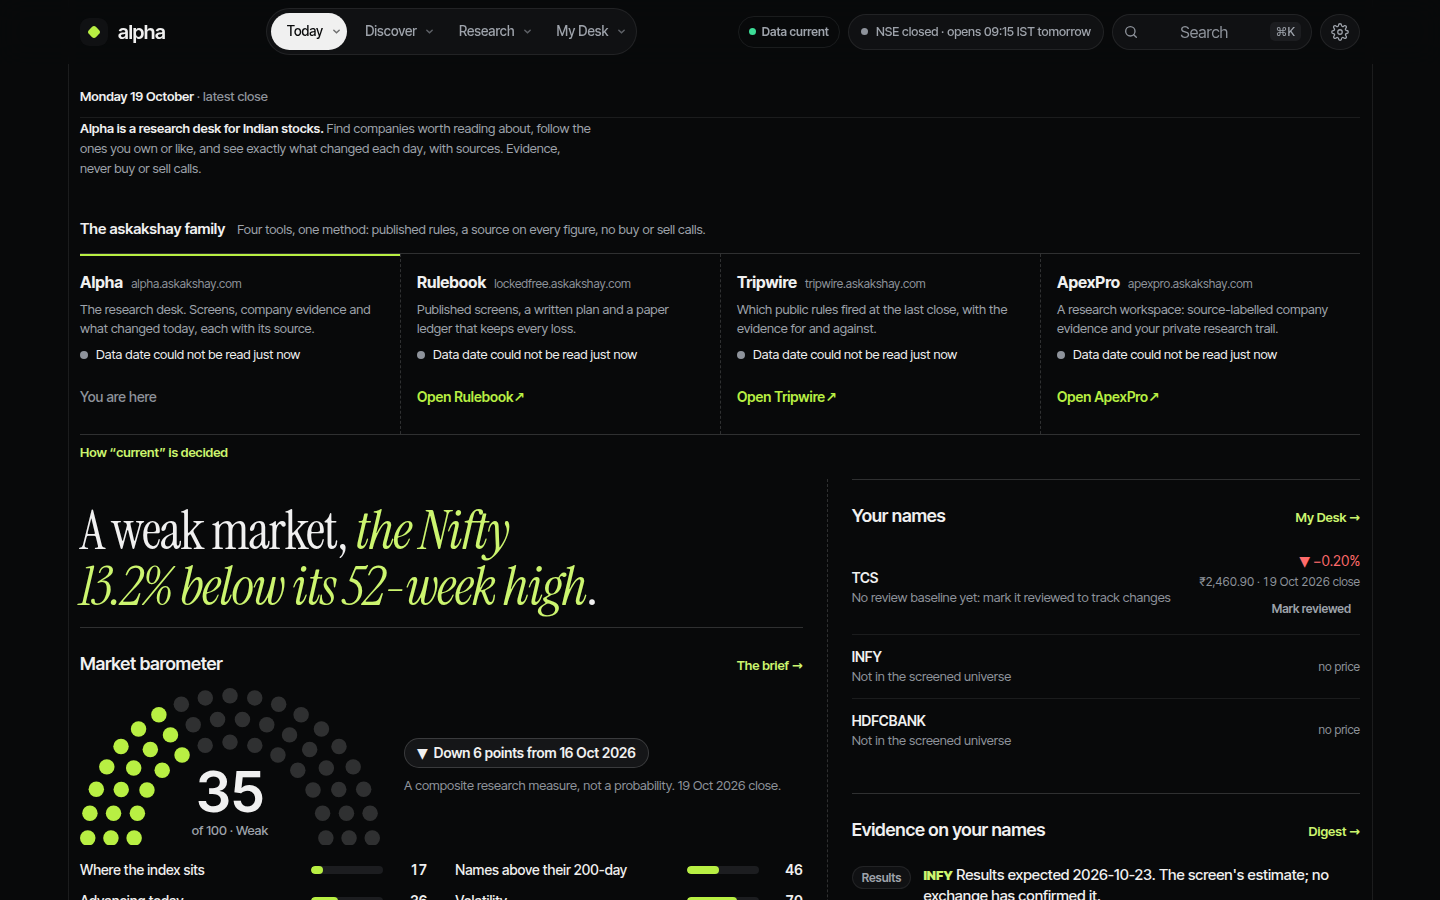 alpha
Today
Discover
Research
My Desk
Data current
NSE closed · opens 09:15 IST tomorrow
Search
⌘K
Monday 19 October · latest close
Alpha is a research desk for Indian stocks. Find companies worth reading about, follow the
ones you own or like, and see exactly what changed each day, with sources. Evidence,
never buy or sell calls.
The askakshay family
Four tools, one method: published rules, a source on every figure, no buy or sell calls.
Alpha alpha.askakshay.com
The research desk. Screens, company evidence and
what changed today, each with its source.
Data date could not be read just now
You are here
Rulebook lockedfree.askakshay.com
Published screens, a written plan and a paper
ledger that keeps every loss.
Data date could not be read just now
Open Rulebook↗
Tripwire tripwire.askakshay.com
Which public rules fired at the last close, with the
evidence for and against.
Data date could not be read just now
Open Tripwire↗
ApexPro apexpro.askakshay.com
A research workspace: source-labelled company
evidence and your private research trail.
Data date could not be read just now
Open ApexPro↗
How “current” is decided
A weak market, the Nifty
13.2% below its 52-week high.
Market barometer
The brief →
35
of 100 · Weak
▼ Down 6 points from 16 Oct 2026
A composite research measure, not a probability. 19 Oct 2026 close.
Where the index sits 17
Names above their 200-day 46
Advancing today 36
Volatility 70
Your names
My Desk →
TCS
No review baseline yet: mark it reviewed to track changes
▼ −0.20%
₹2,460.90 · 19 Oct 2026 close
Mark reviewed
INFY
Not in the screened universe
no price
HDFCBANK
Not in the screened universe
no price
Evidence on your names
Digest →
Results
INFY Results expected 2026-10-23. The screen's estimate; no
exchange has confirmed it.